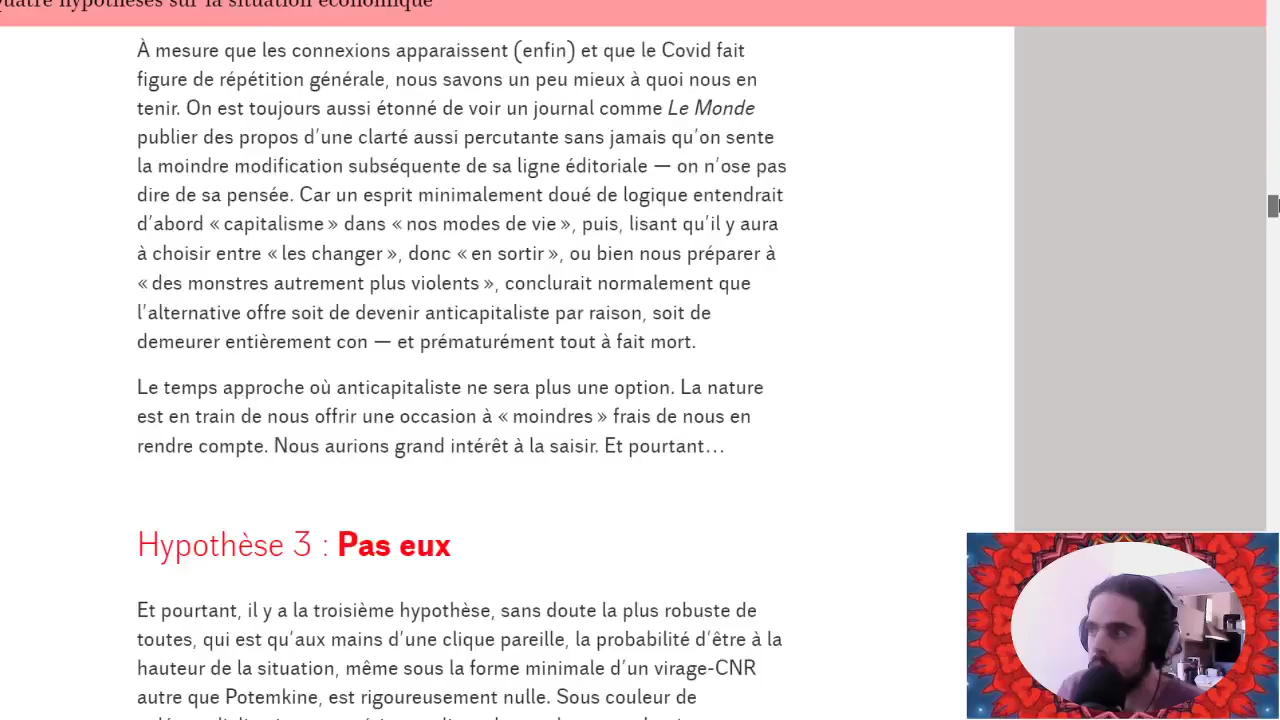 Quatre hypothèses sur la situation économique
À mesure que les connexions apparaissent (enfin) et que le Covid fait
figure de répétition générale, nous savons un peu mieux à quoi nous en
tenir. On est toujours aussi étonné de voir un journal comme Le Monde
publier des propos d’une clarté aussi percutante sans jamais qu’on sente
la moindre modification subséquente de sa ligne éditoriale — on n’ose pas
dire de sa pensée. Car un esprit minimalement doué de logique entendrait
d’abord « capitalisme » dans « nos modes de vie », puis, lisant qu’il y aura
à choisir entre « les changer », donc « en sortir », ou bien nous préparer à
« des monstres autrement plus violents », conclurait normalement que
l’alternative offre soit de devenir anticapitaliste par raison, soit de
demeurer entièrement con — et prématurément tout à fait mort.
Le temps approche où anticapitaliste ne sera plus une option. La nature
est en train de nous offrir une occasion à « moindres » frais de nous en
rendre compte. Nous aurions grand intérêt à la saisir. Et pourtant…
Hypothèse 3 : Pas eux
Et pourtant, il y a la troisième hypothèse, sans doute la plus robuste de
toutes, qui est qu’aux mains d’une clique pareille, la probabilité d’être à la
hauteur de la situation, même sous la forme minimale d’un virage-CNR
autre que Potemkine, est rigoureusement nulle. Sous couleur de